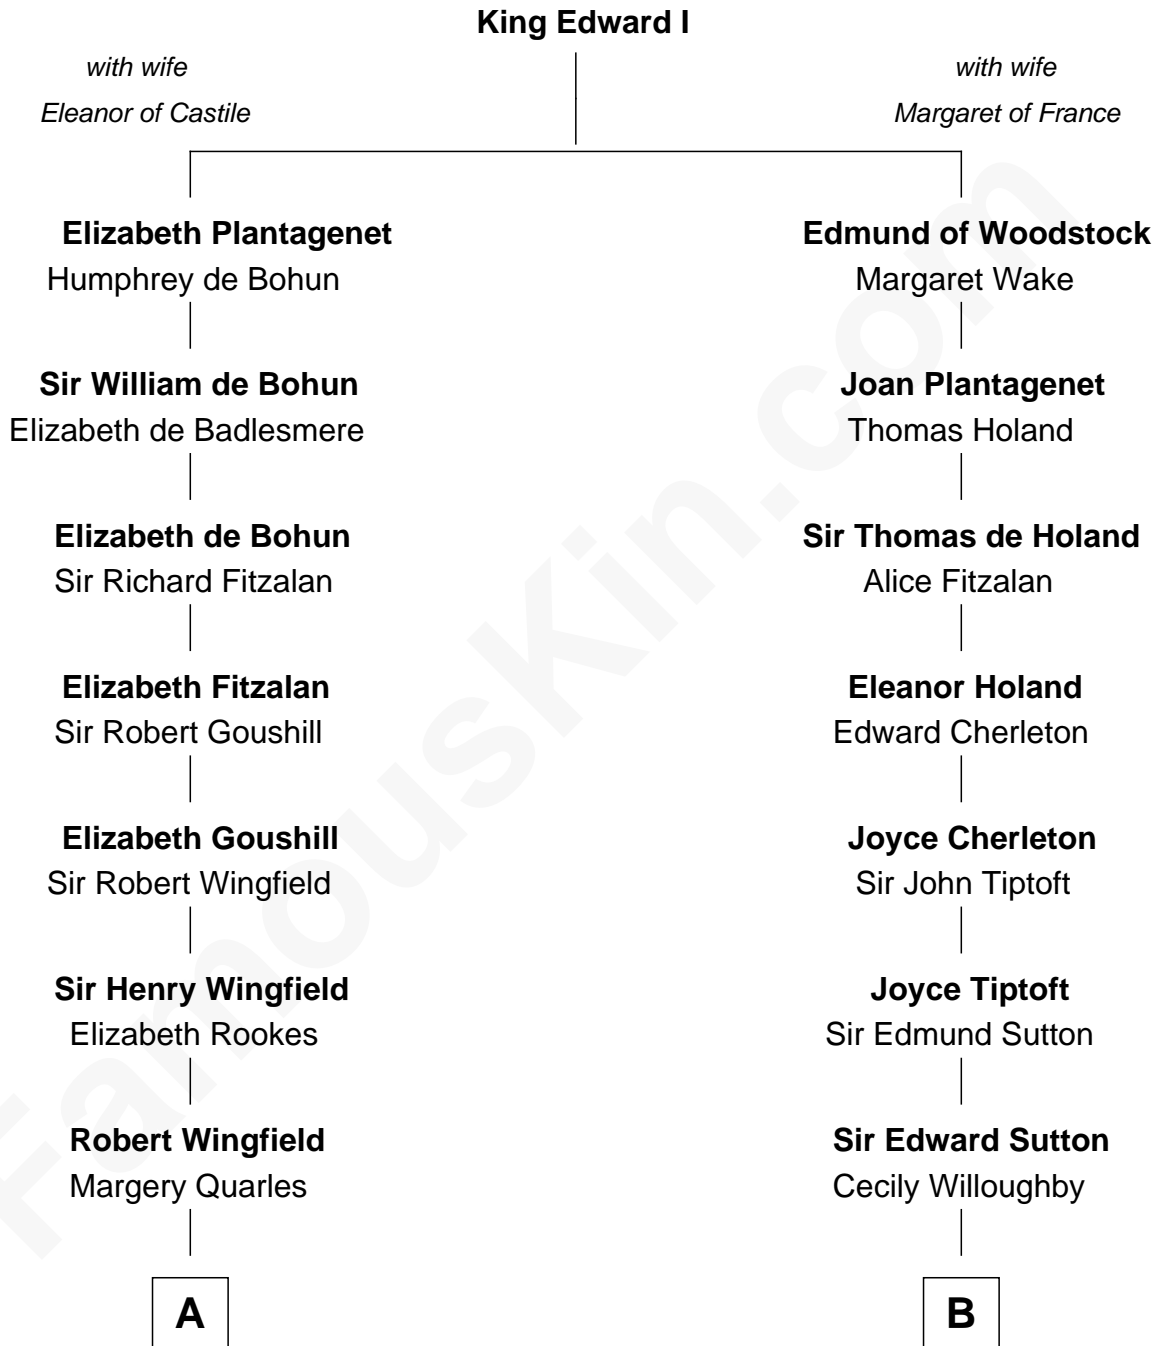 King Edward I
with wife
Eleanor of Castile
with wife
Margaret of France
Elizabeth Plantagenet
Humphrey de Bohun
Edmund of Woodstock
Margaret Wake
Sir William de Bohun
Elizabeth de Badlesmere
Joan Plantagenet
Thomas Holand
Elizabeth de Bohun
Sir Richard Fitzalan
Sir Thomas de Holand
Alice Fitzalan
Elizabeth Fitzalan
Sir Robert Goushill
Eleanor Holand
Edward Cherleton
Elizabeth Goushill
Sir Robert Wingfield
Joyce Cherleton
Sir John Tiptoft
Sir Henry Wingfield
Elizabeth Rookes
Joyce Tiptoft
Sir Edmund Sutton
Robert Wingfield
Margery Quarles
Sir Edward Sutton
Cecily Willoughby
A
B
FamousKin.com